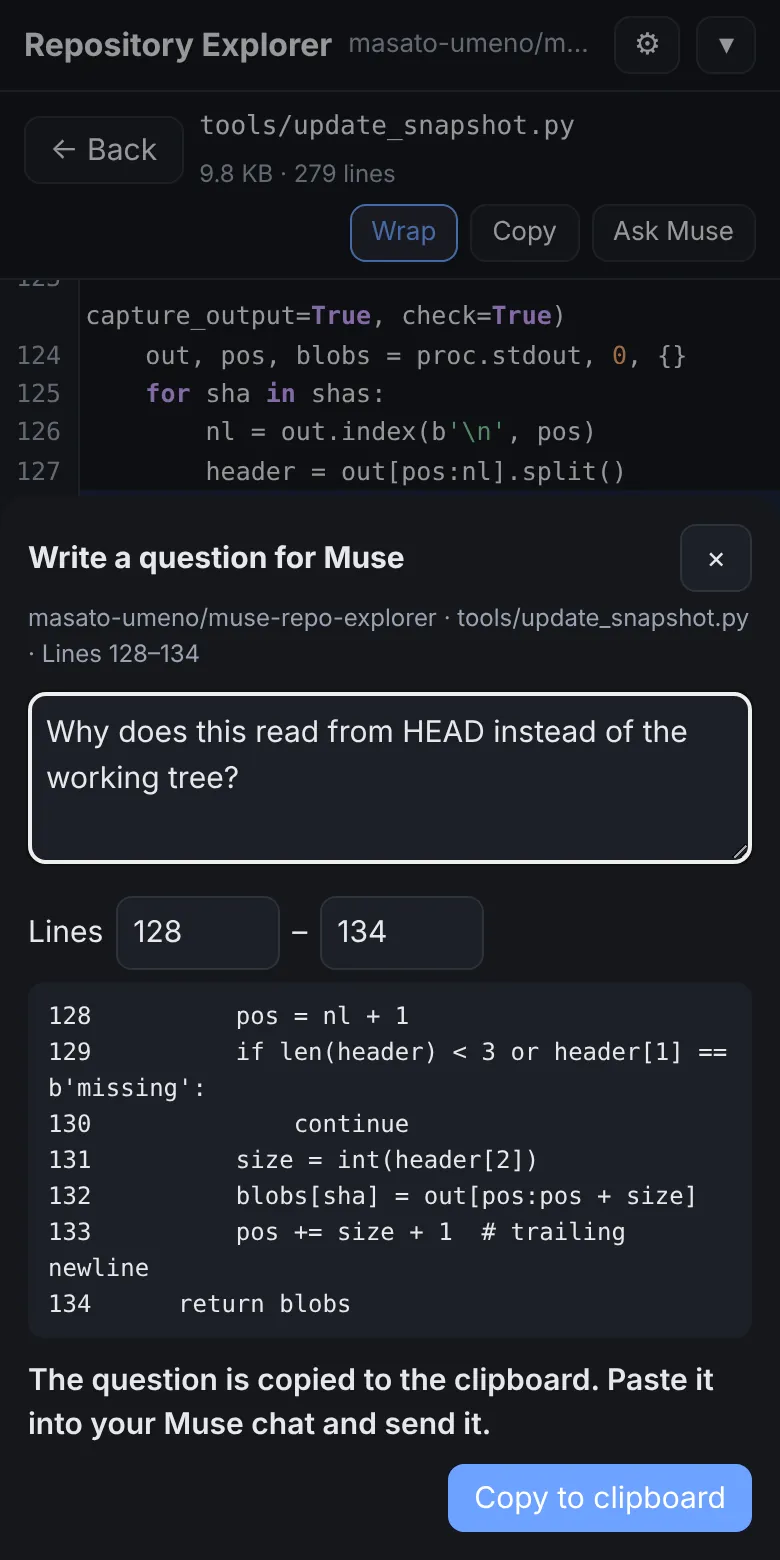 Repository Explorer masato-umeno/m... ⚙ ▼
← Back tools/update_snapshot.py
9.8 KB · 279 lines
Wrap Copy Ask Muse
123
capture_output=True, check=True)
124     out, pos, blobs = proc.stdout, 0, {}
125     for sha in shas:
126         nl = out.index(b'\n', pos)
127         header = out[pos:nl].split()
Write a question for Muse ×
masato-umeno/muse-repo-explorer · tools/update_snapshot.py
· Lines 128–134
Why does this read from HEAD instead of the
working tree?
Lines 128 – 134
128          pos = nl + 1
129          if len(header) < 3 or header[1] ==
b'missing':
130              continue
131          size = int(header[2])
132          blobs[sha] = out[pos:pos + size]
133          pos += size + 1  # trailing
newline
134      return blobs
The question is copied to the clipboard. Paste it
into your Muse chat and send it.
Copy to clipboard